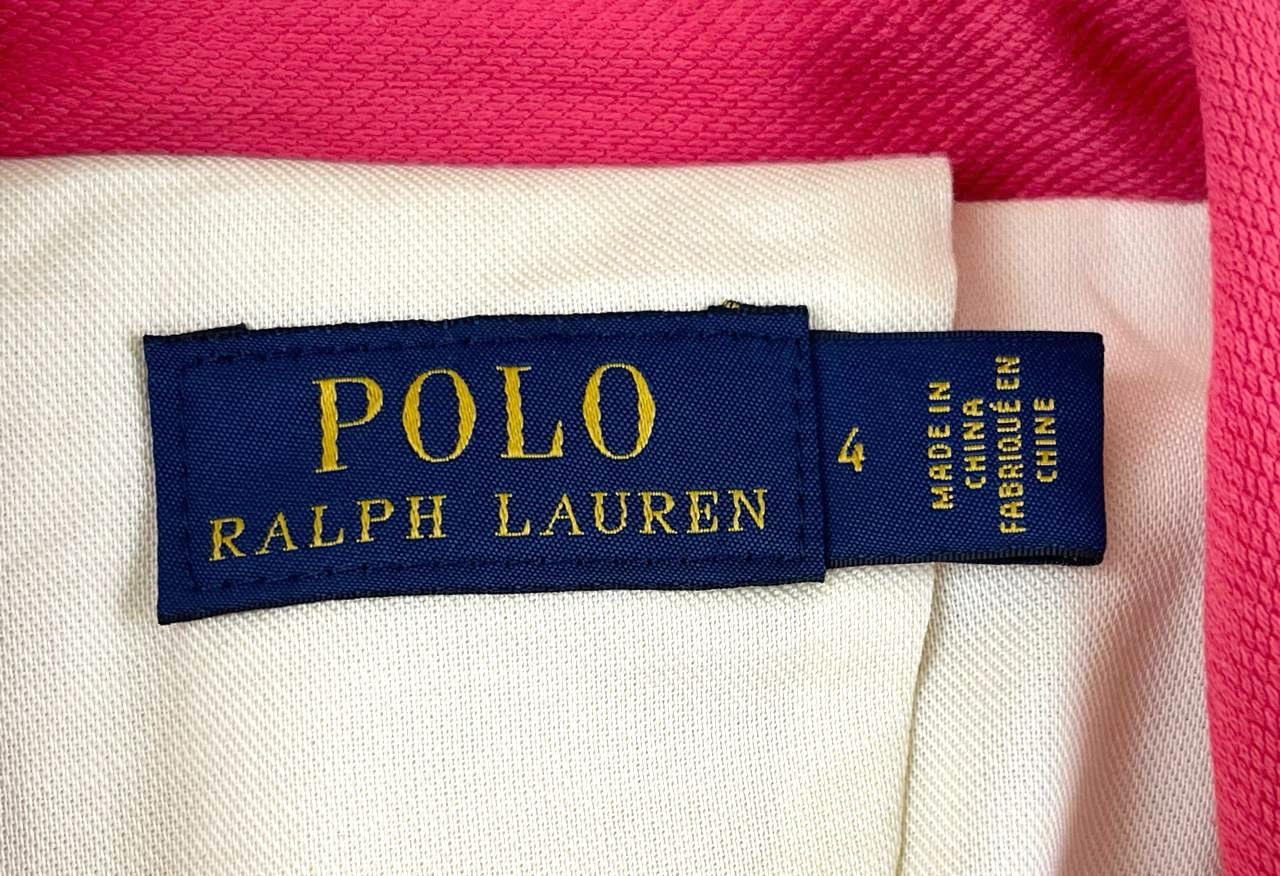 POLO
RALPH LAUREN
4
MADE IN
CHINA
FABRIQUÉ EN
CHINE